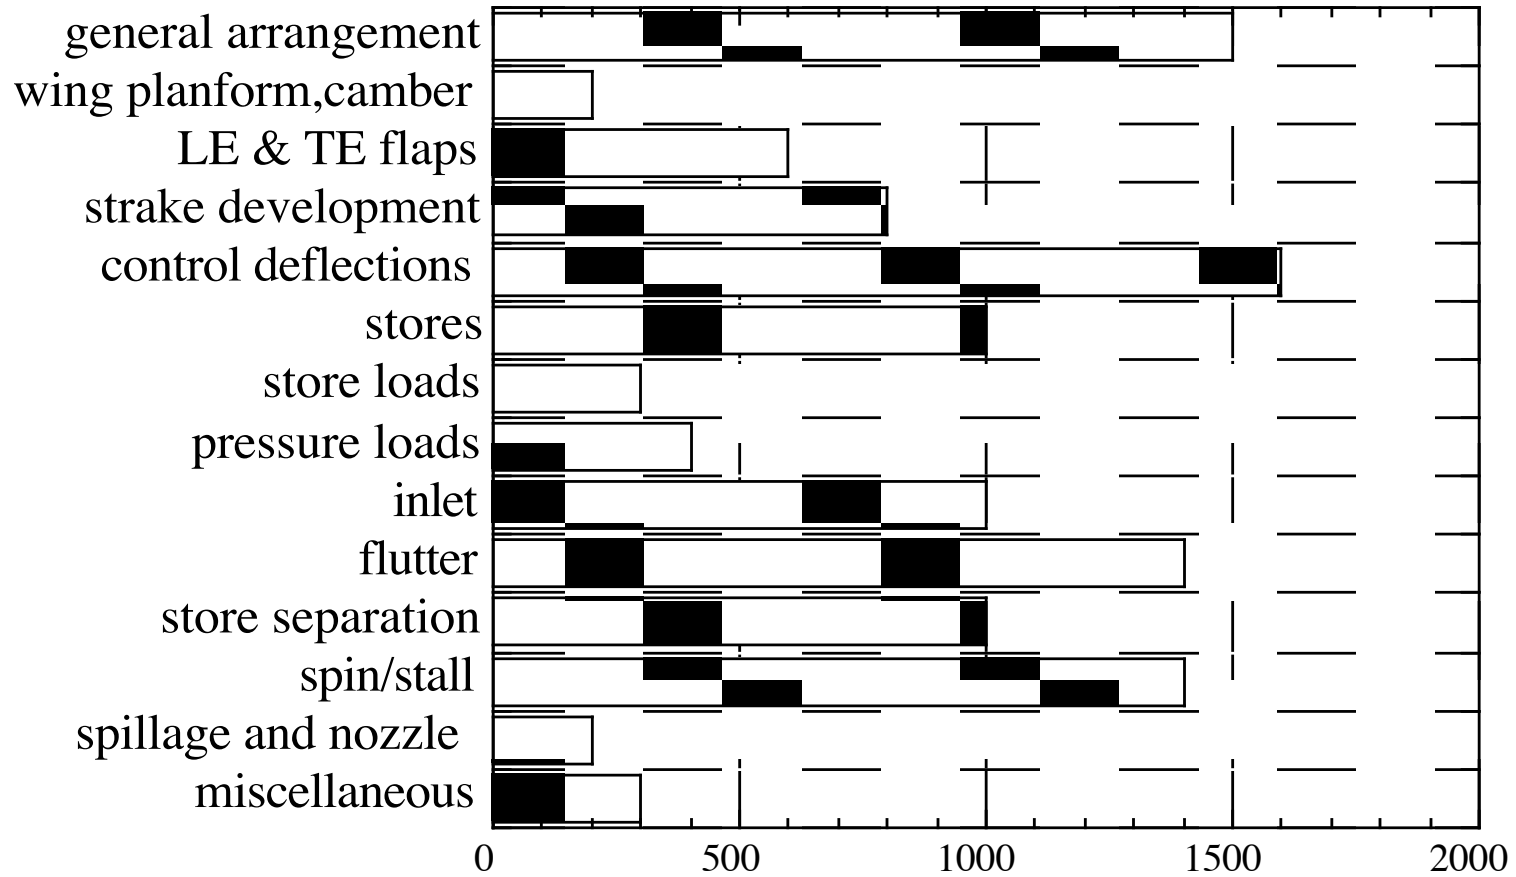 general arrangement
wing planform,camber
LE & TE flaps
strake development
control deflections
stores
store loads
pressure loads
inlet
flutter
store separation
spin/stall
spillage and nozzle
miscellaneous
0 500 1000 1500 2000